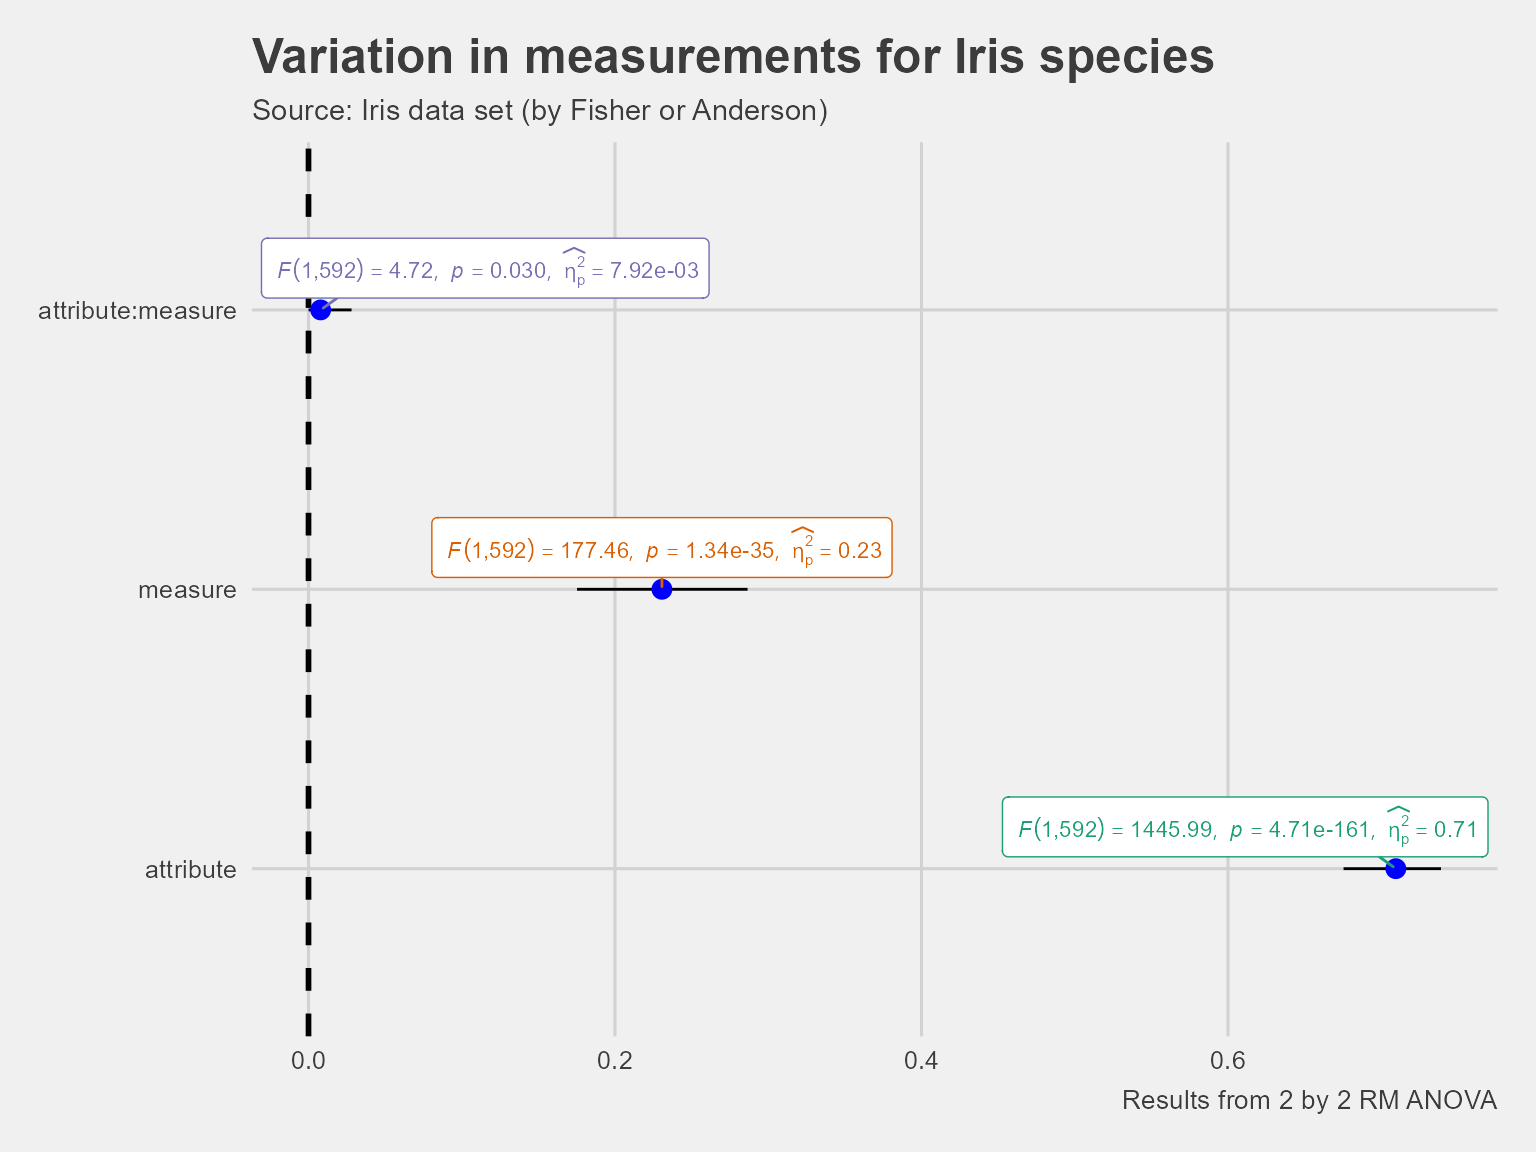 Variation in measurements for Iris species
Source: Iris data set (by Fisher or Anderson)
F(1,592) = 4.72, p = 0.030, η̂²ₚ = 7.92e-03
attribute:measure
F(1,592) = 177.46, p = 1.34e-35, η̂²ₚ = 0.23
measure
F(1,592) = 1445.99, p = 4.71e-161, η̂²ₚ = 0.71
attribute
0.0 0.2 0.4 0.6
Results from 2 by 2 RM ANOVA